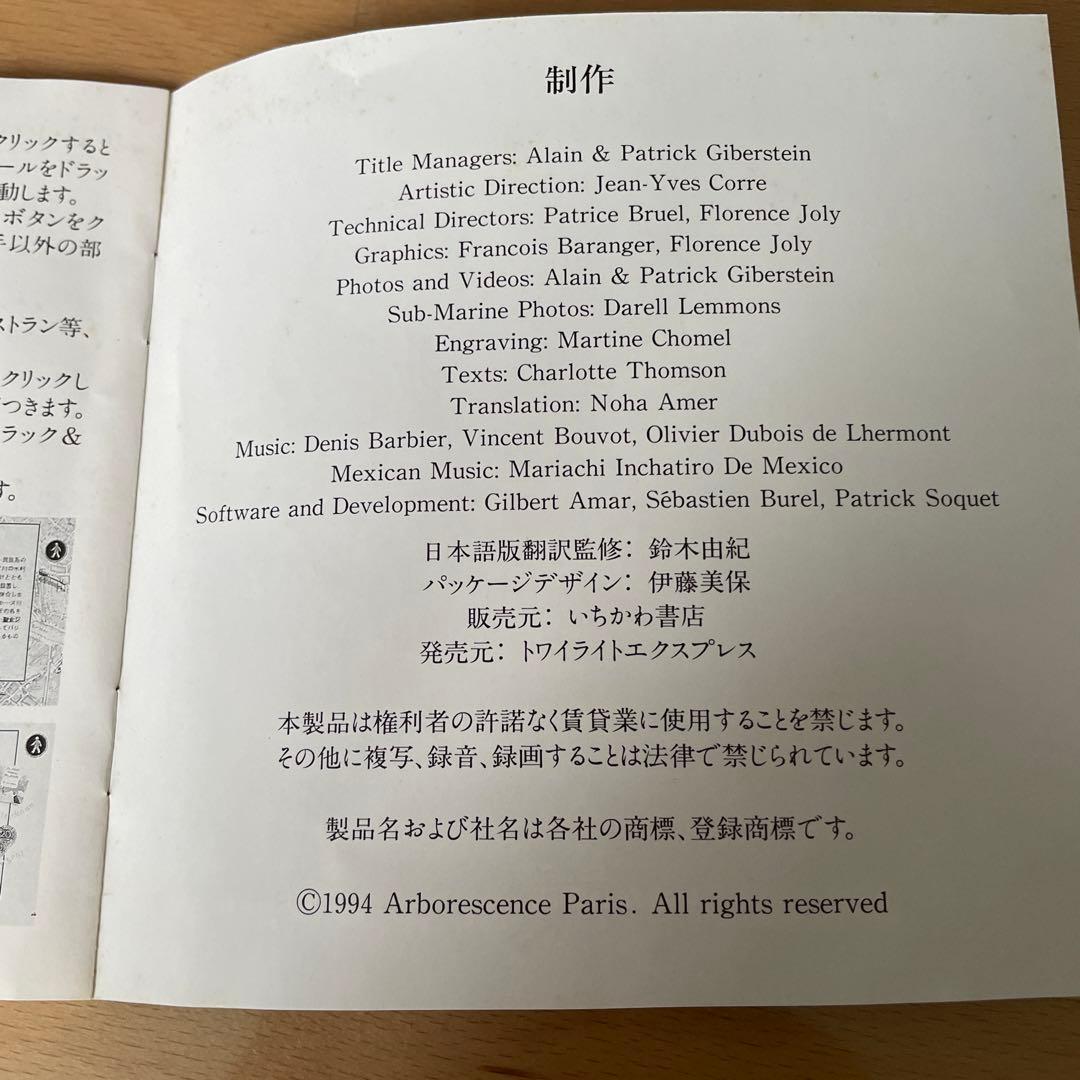 クリックすると
ールをドラッ
動します。
ボタンをク
以外の部
ストラン等、
クリックし
つきます。
ラック&
す。
制作
Title Managers: Alain & Patrick Giberstein
Artistic Direction: Jean-Yves Corre
Technical Directors: Patrice Bruel, Florence Joly
Graphics: Francois Baranger, Florence Joly
Photos and Videos: Alain & Patrick Giberstein
Sub-Marine Photos: Darell Lemmons
Engraving: Martine Chomel
Texts: Charlotte Thomson
Translation: Noha Amer
Music: Denis Barbier, Vincent Bouvot, Olivier Dubois de Lhermont
Mexican Music: Mariachi Inchatiro De Mexico
Software and Development: Gilbert Amar, Sébastien Burel, Patrick Soquet
日本語版翻訳監修: 鈴木由紀
パッケージデザイン: 伊藤美保
販売元: いちかわ書店
発売元: トワイライトエクスプレス
本製品は権利者の許諾なく賃貸業に使用することを禁じます。
その他に複写、録音、録画することは法律で禁じられています。
製品名および社名は各社の商標、登録商標です。
©1994 Arborescence Paris. All rights reserved